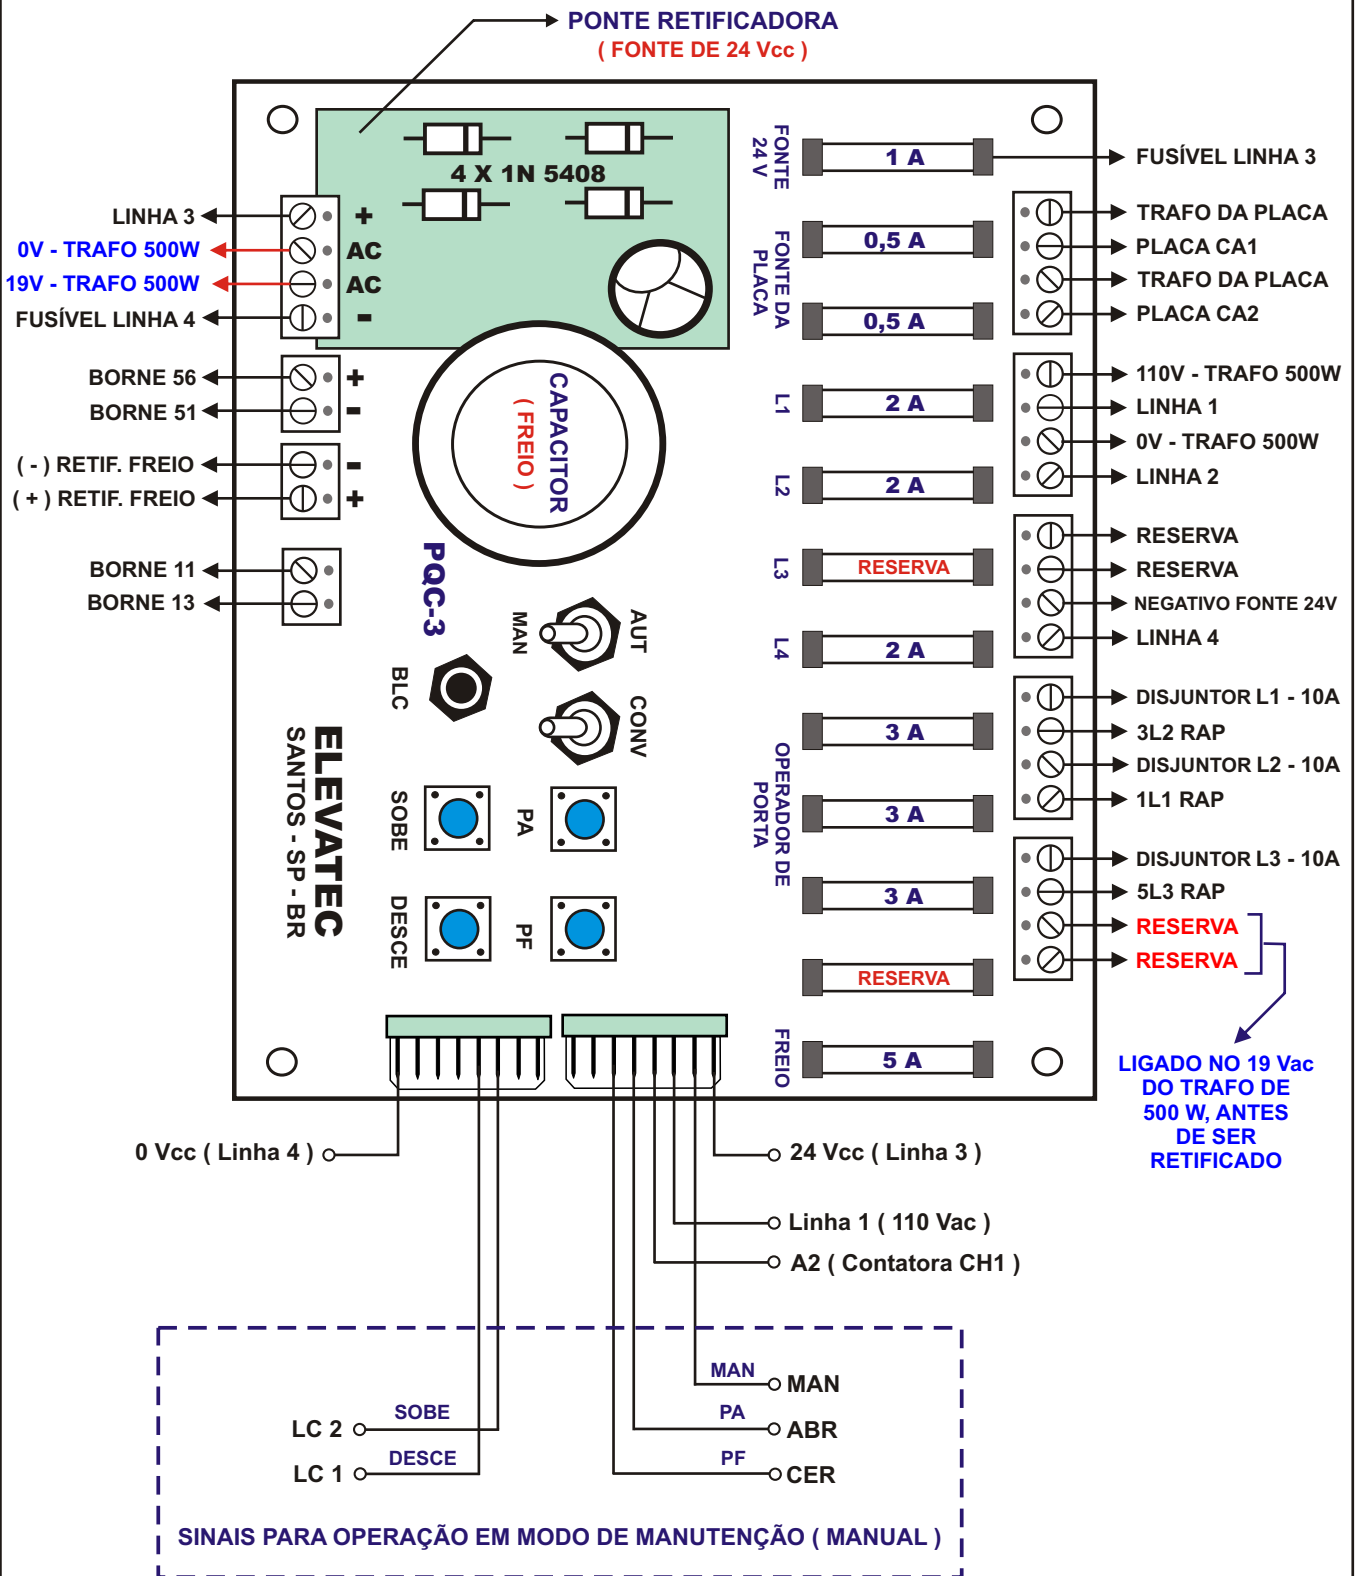 PONTE RETIFICADORA
( FONTE DE 24 Vcc )
4 X 1N 5408
LINHA 3
+
0V - TRAFO 500W
AC
19V - TRAFO 500W
AC
FUSÍVEL LINHA 4
-
BORNE 56
+
BORNE 51
-
( - ) RETIF. FREIO
-
( + ) RETIF. FREIO
+
BORNE 11
BORNE 13
CAPACITOR
( FREIO )
PQC-3
MAN
AUT
BLC
CONV
ELEVATEC
SANTOS - SP - BR
SOBE
PA
DESCE
PF
FONTE
24 V
1 A
FUSÍVEL LINHA 3
FONTE DA
PLACA
0,5 A
0,5 A
TRAFO DA PLACA
PLACA CA1
TRAFO DA PLACA
PLACA CA2
L1
2 A
L2
2 A
110V - TRAFO 500W
LINHA 1
0V - TRAFO 500W
LINHA 2
L3
RESERVA
L4
2 A
RESERVA
RESERVA
NEGATIVO FONTE 24V
LINHA 4
OPERADOR DE
PORTA
3 A
3 A
3 A
DISJUNTOR L1 - 10A
3L2 RAP
DISJUNTOR L2 - 10A
1L1 RAP
DISJUNTOR L3 - 10A
5L3 RAP
RESERVA
RESERVA
RESERVA
FREIO
5 A
LIGADO NO 19 Vac
DO TRAFO DE
500 W, ANTES
DE SER
RETIFICADO
0 Vcc ( Linha 4 )
24 Vcc ( Linha 3 )
Linha 1 ( 110 Vac )
A2 ( Contatora CH1 )
MAN
MAN
LC 2
SOBE
PA
ABR
LC 1
DESCE
PF
CER
SINAIS PARA OPERAÇÃO EM MODO DE MANUTENÇÃO ( MANUAL )